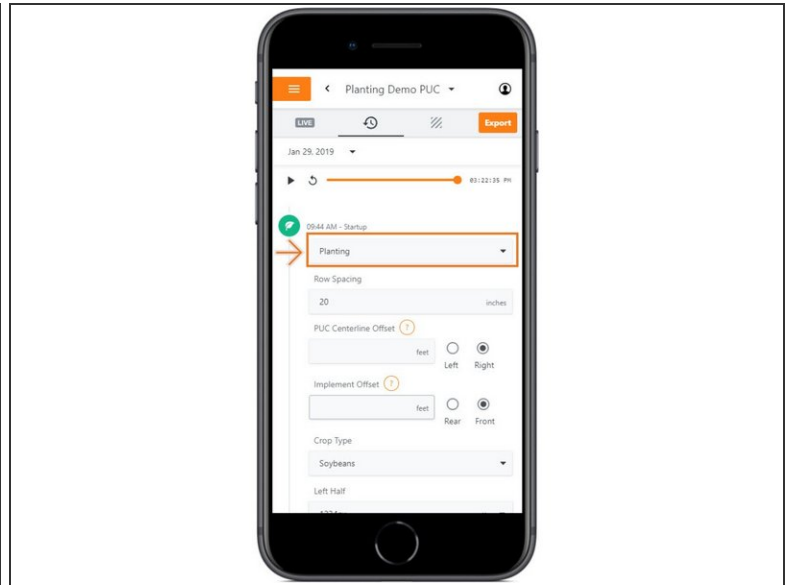 Planting Demo PUC
LIVE
Export
Jan 29, 2019
03:22:35 PM
09:44 AM - Startup
Planting
Row Spacing
20 inches
PUC Centerline Offset ?
feet
Left Right
Implement Offset ?
feet
Rear Front
Crop Type
Soybeans
Left Half